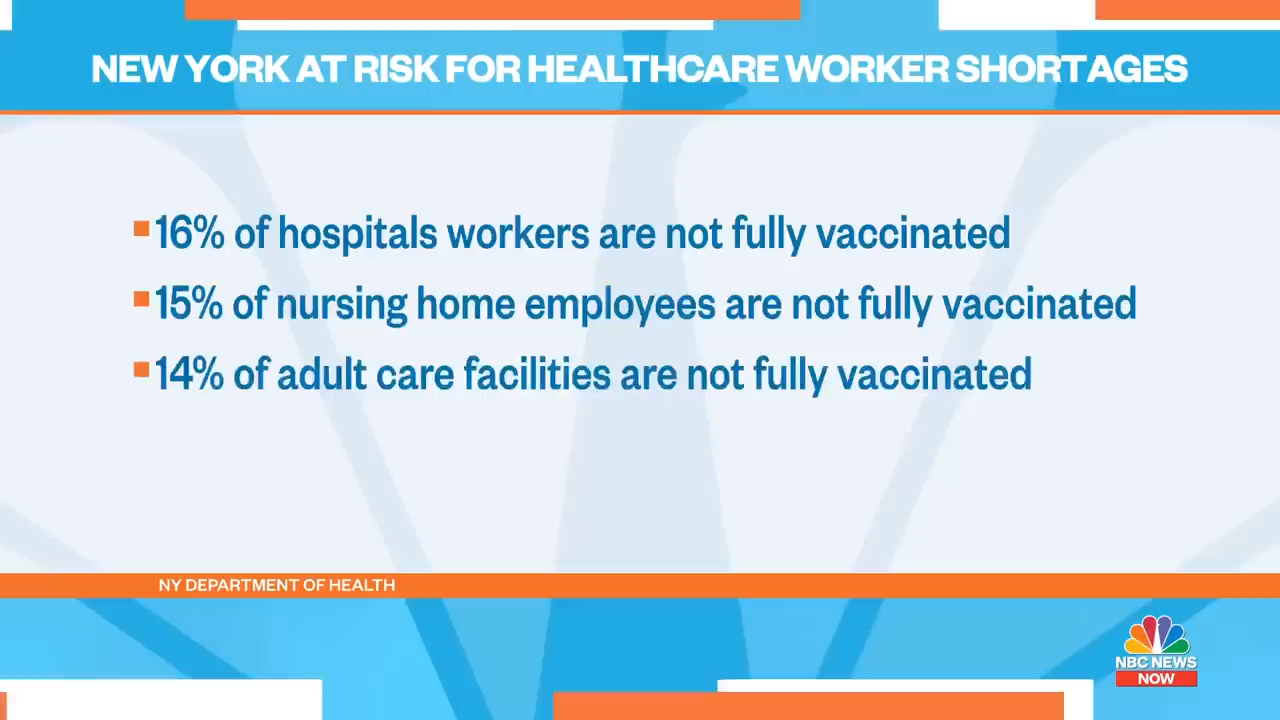 NEW YORK AT RISK FOR HEALTHCARE WORKER SHORTAGES
16% of hospitals workers are not fully vaccinated
15% of nursing home employees are not fully vaccinated
14% of adult care facilities are not fully vaccinated
NY DEPARTMENT OF HEALTH
NBC NEWS
NOW